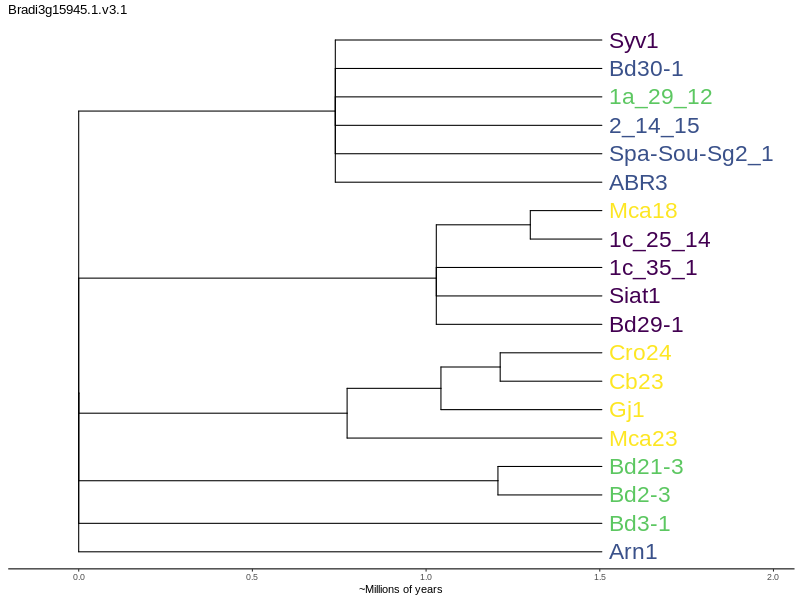 Bradi3g15945.1.v3.1
Syv1
Bd30-1
1a_29_12
2_14_15
Spa-Sou-Sg2_1
ABR3
Mca18
1c_25_14
1c_35_1
Siat1
Bd29-1
Cro24
Cb23
Gj1
Mca23
Bd21-3
Bd2-3
Bd3-1
Arn1
0.0 0.5 1.0 1.5 2.0
~Millions of years